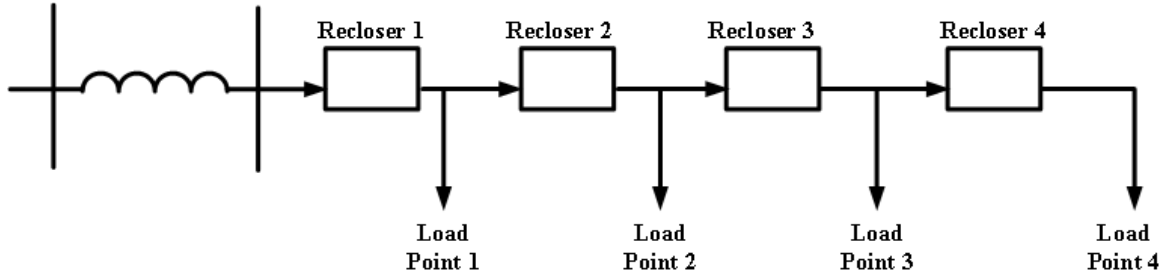 Recloser 1
Recloser 2
Recloser 3
Recloser 4
Load
Point 1
Load
Point 2
Load
Point 3
Load
Point 4